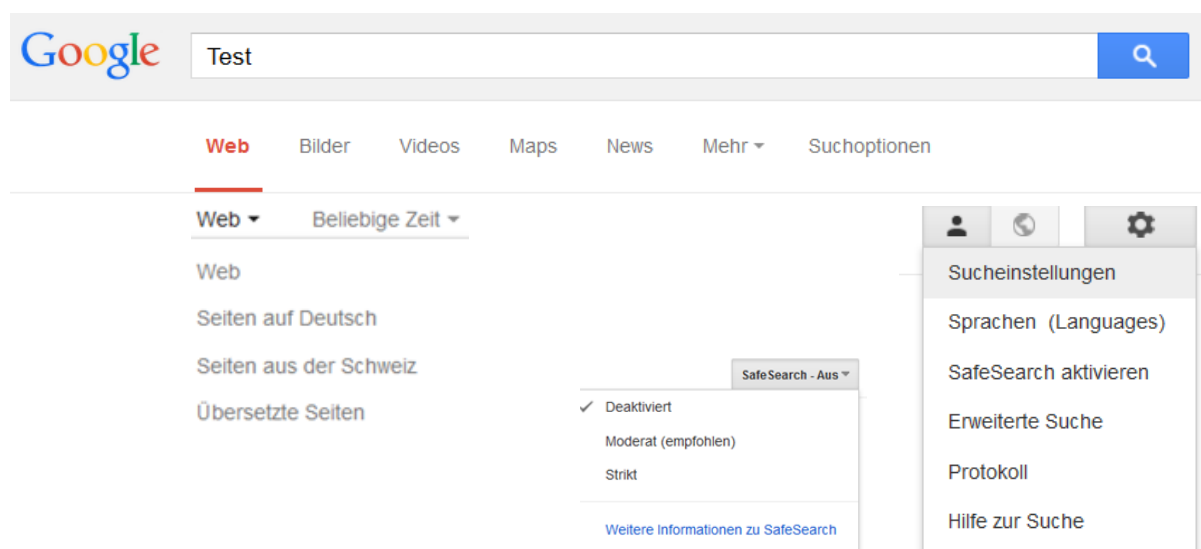 Google Test
Web Bilder Videos Maps News Mehr Suchoptionen
Web Beliebige Zeit
Web
Seiten auf Deutsch
Seiten aus der Schweiz
Übersetzte Seiten
SafeSearch - Aus
Deaktiviert
Moderat (empfohlen)
Strikt
Weitere Informationen zu SafeSearch
Sucheinstellungen
Sprachen (Languages)
SafeSearch aktivieren
Erweiterte Suche
Protokoll
Hilfe zur Suche